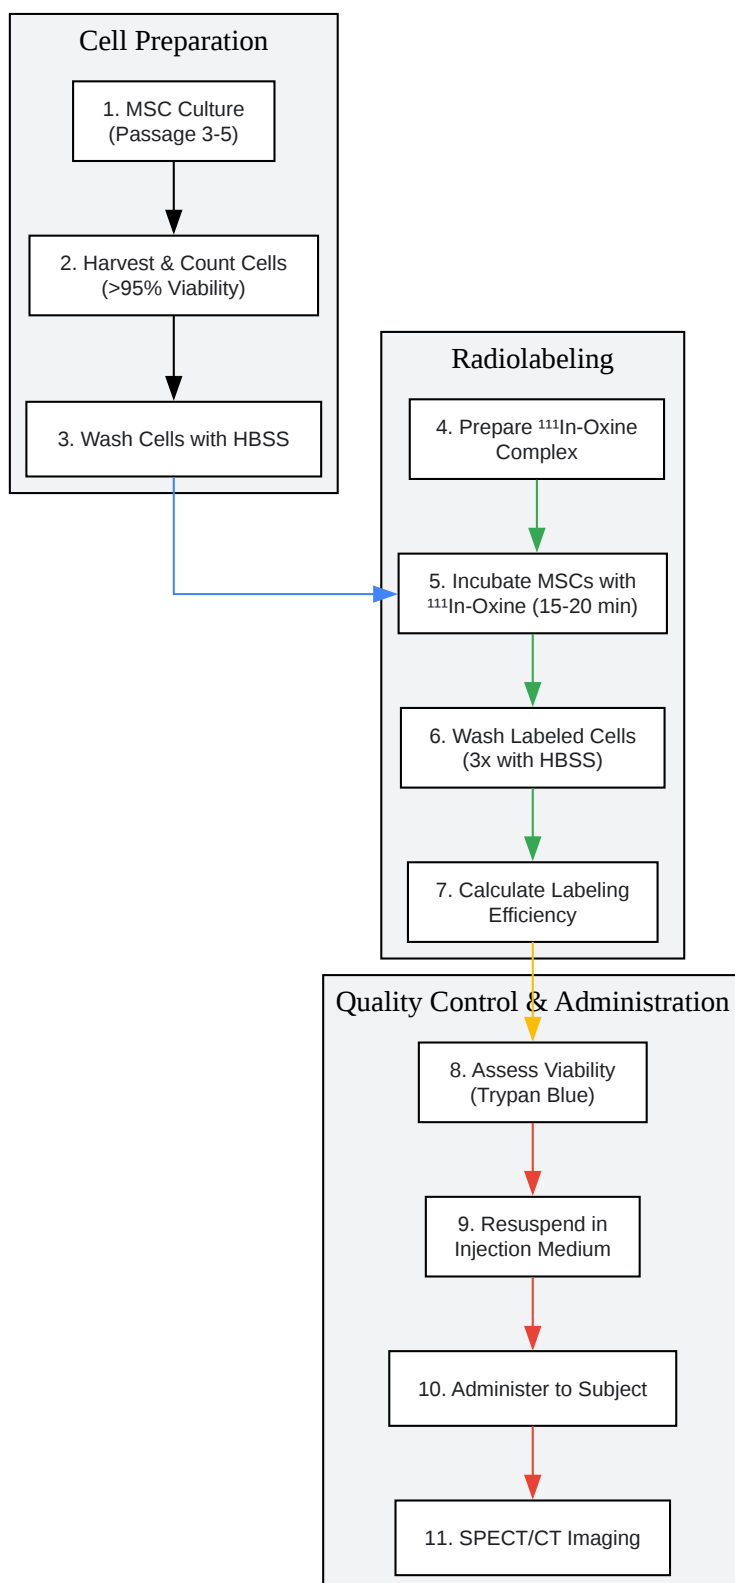 Cell Preparation
1. MSC Culture
(Passage 3-5)
2. Harvest & Count Cells
(>95% Viability)
3. Wash Cells with HBSS
Radiolabeling
4. Prepare ¹¹¹In-Oxine
Complex
5. Incubate MSCs with
¹¹¹In-Oxine (15-20 min)
6. Wash Labeled Cells
(3x with HBSS)
7. Calculate Labeling
Efficiency
Quality Control & Administration
8. Assess Viability
(Trypan Blue)
9. Resuspend in
Injection Medium
10. Administer to Subject
11. SPECT/CT Imaging